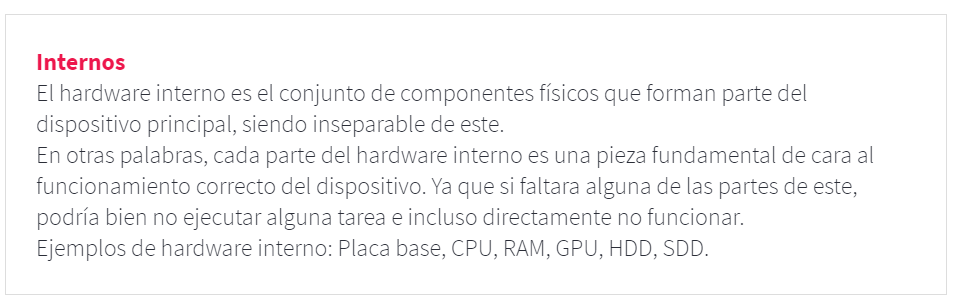 Internos
El hardware interno es el conjunto de componentes físicos que forman parte del
dispositivo principal, siendo inseparable de este.
En otras palabras, cada parte del hardware interno es una pieza fundamental de cara al
funcionamiento correcto del dispositivo. Ya que si faltara alguna de las partes de este,
podría bien no ejecutar alguna tarea e incluso directamente no funcionar.
Ejemplos de hardware interno: Placa base, CPU, RAM, GPU, HDD, SDD.